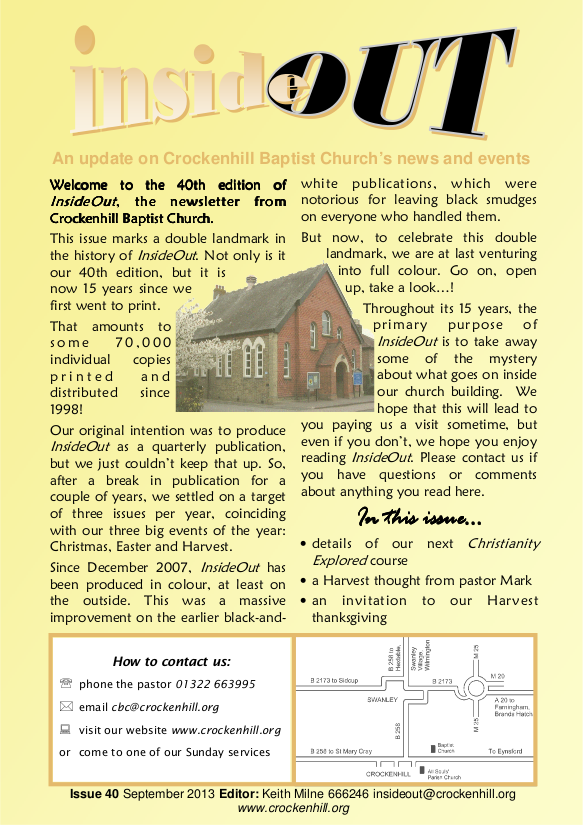 insideOUT
An update on Crockenhill Baptist Church's news and events
Welcome to the 40th edition of
InsideOut, the newsletter from
Crockenhill Baptist Church.
This issue marks a double landmark in
the history of InsideOut. Not only is it
our 40th edition, but it is
now 15 years since we
first went to print.
That amounts to
some 70,000
individual copies
printed and
distributed since
1998!
Our original intention was to produce
InsideOut as a quarterly publication,
but we just couldn't keep that up. So,
after a break in publication for a
couple of years, we settled on a target
of three issues per year, coinciding
with our three big events of the year:
Christmas, Easter and Harvest.
Since December 2007, InsideOut has
been produced in colour, at least on
the outside. This was a massive
improvement on the earlier black-and-
white publications, which were
notorious for leaving black smudges
on everyone who handled them.
But now, to celebrate this double
landmark, we are at last venturing
into full colour. Go on, open
up, take a look...!
Throughout its 15 years, the
primary purpose of
InsideOut is to take away
some of the mystery
about what goes on inside
our church building. We
hope that this will lead to
you paying us a visit sometime, but
even if you don't, we hope you enjoy
reading InsideOut. Please contact us if
you have questions or comments
about anything you read here.
In this issue...
• details of our next Christianity
Explored course
• a Harvest thought from pastor Mark
• an invitation to our Harvest
thanksgiving
How to contact us:
phone the pastor 01322 663995
email cbc@crockenhill.org
visit our website www.crockenhill.org
or come to one of our Sunday services
B 258 to
Hextable,
Swanley
Village,
Wilmington
M 25
B 2173 to Sidcup
B 2173
M 20
SWANLEY
A 20 to
Farningham,
Brands Hatch
B 258
M 25
Baptist
Church
B 258 to St Mary Cray
To Eynsford
CROCKENHILL
All Souls'
Parish Church
Issue 40 September 2013 Editor: Keith Milne 666246 insideout@crockenhill.org
www.crockenhill.org